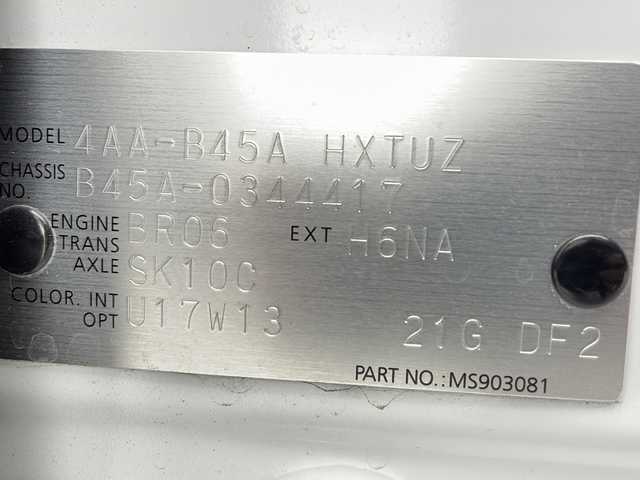 MODEL 4AA-B45A HXTUZ
CHASSIS NO. B45A-0344417
ENGINE BR06 EXT H6NA
TRANS
AXLE SK10C
COLOR. INT U17W13
OPT 21G DF2
PART NO.:MS903081